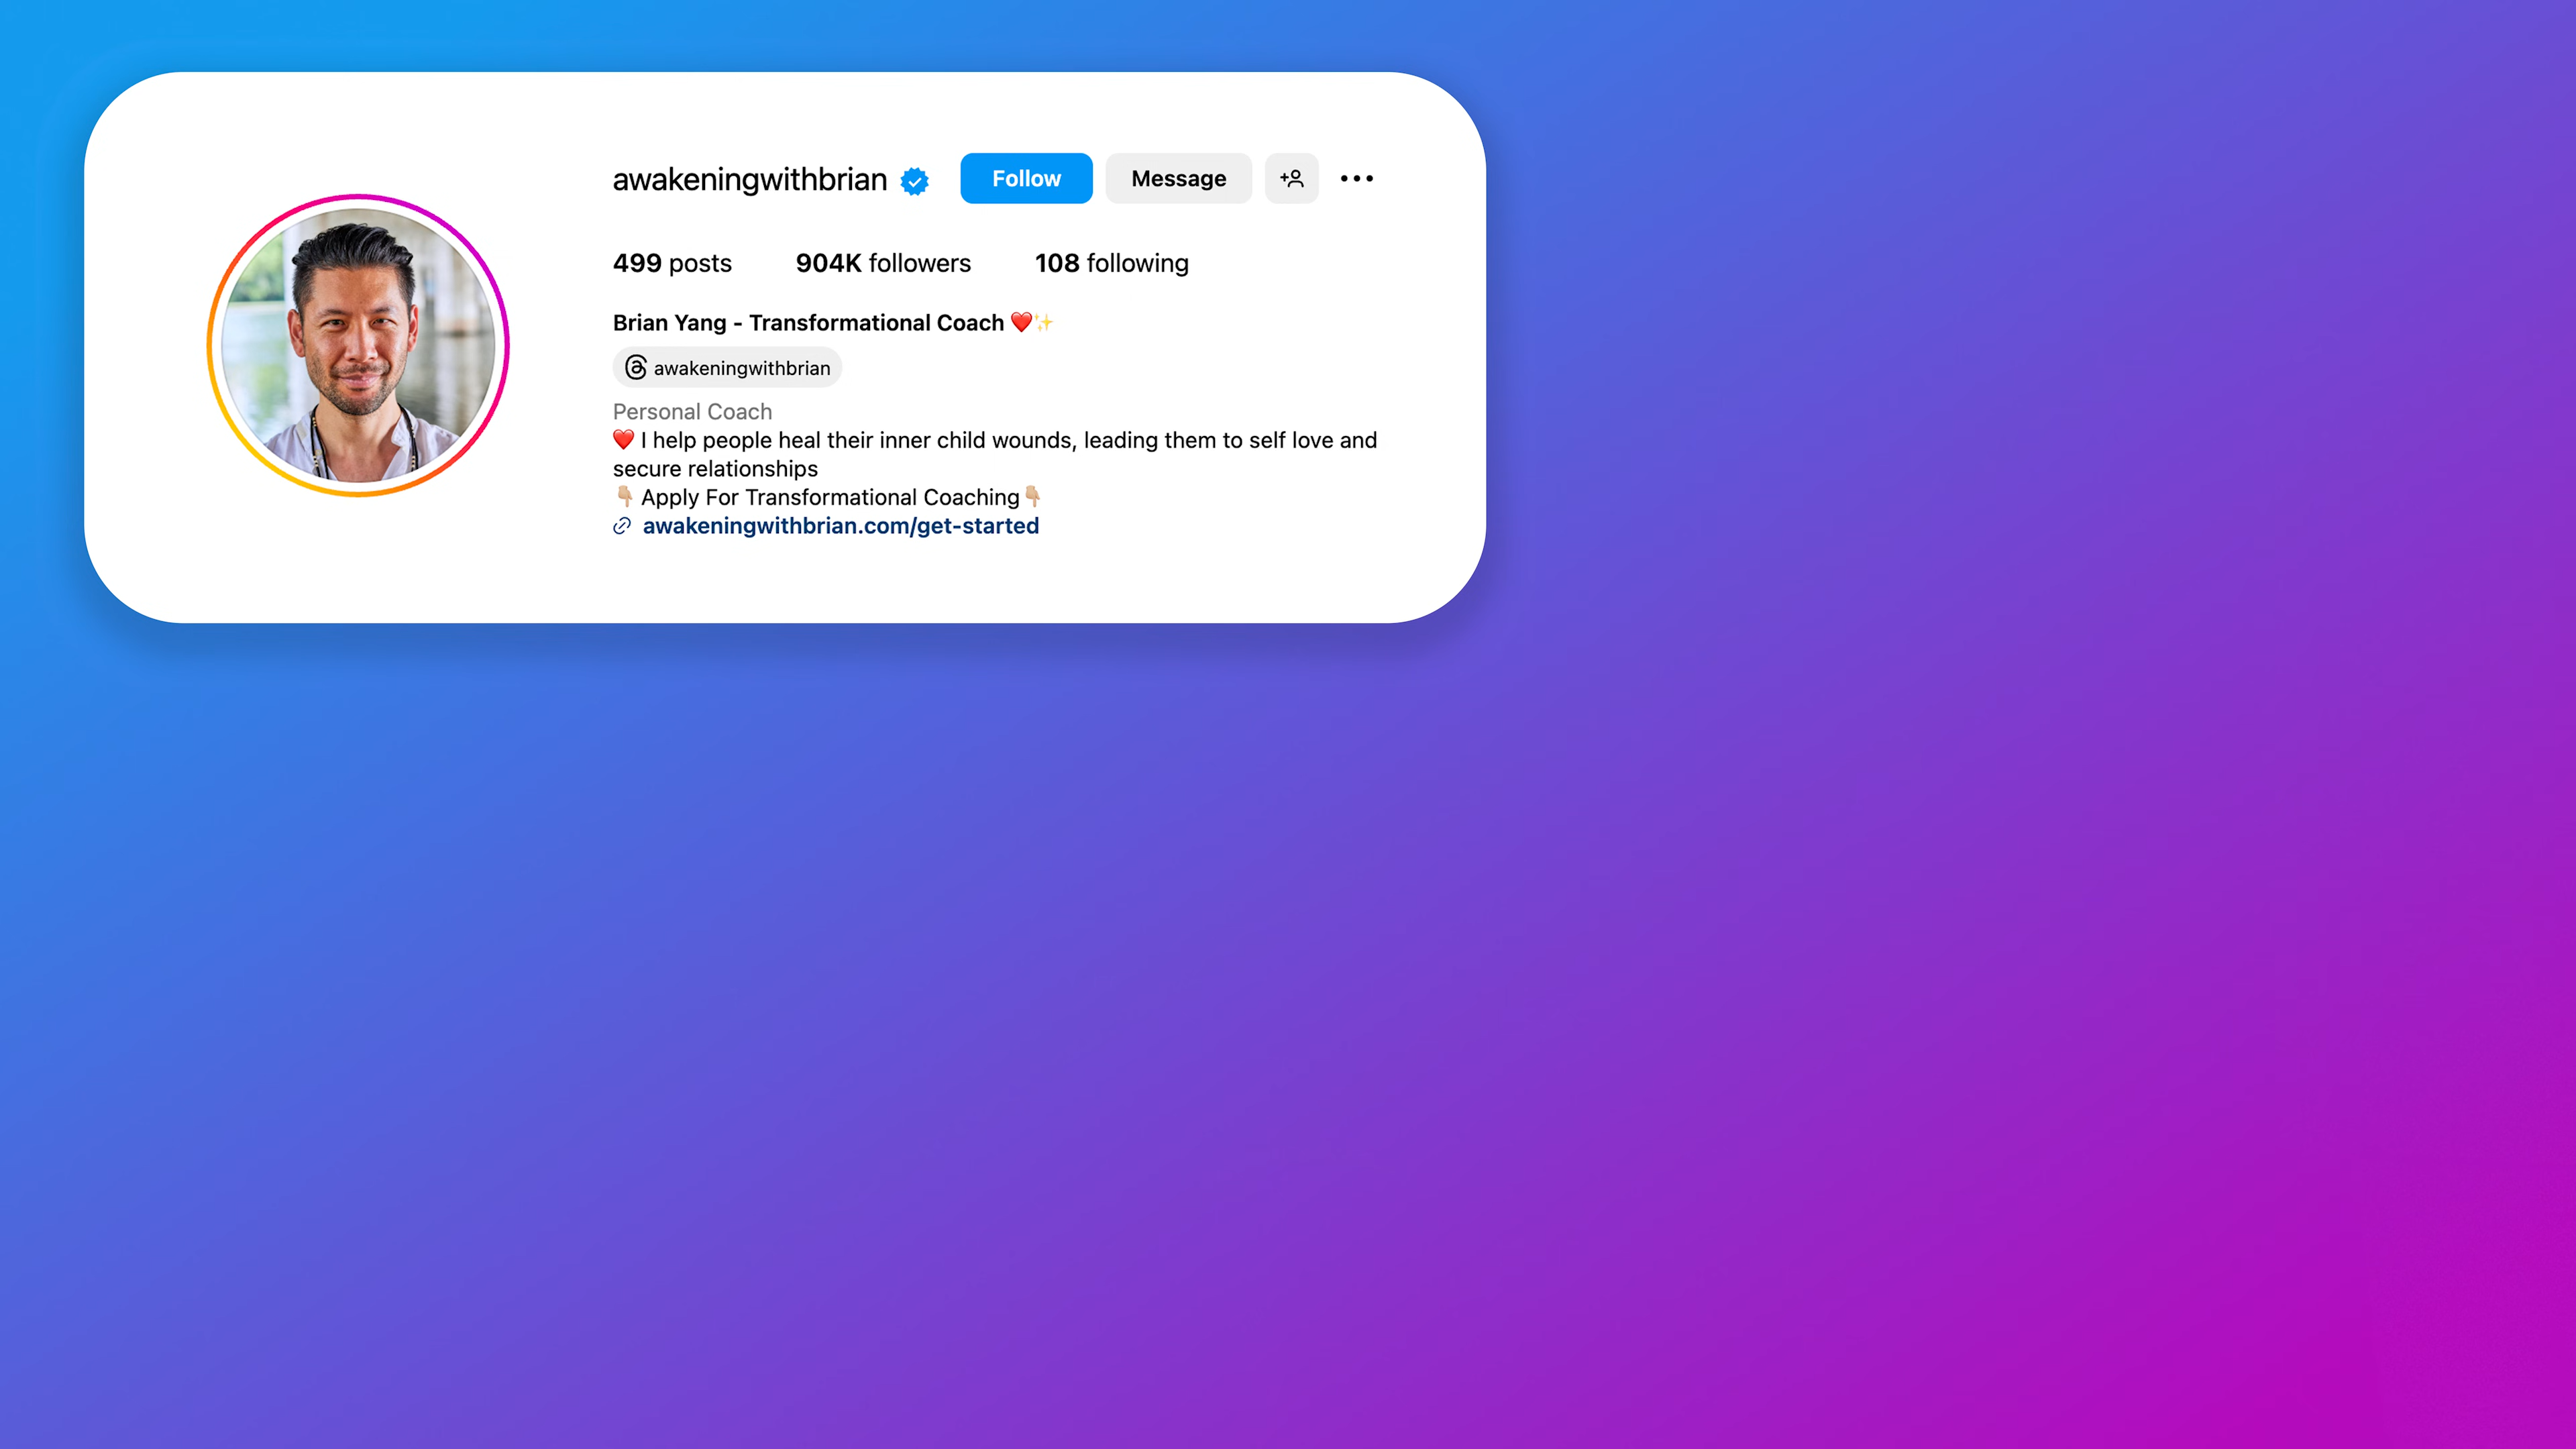 awakeningwithbrian Follow Message
499 posts 904K followers 108 following
Brian Yang - Transformational Coach ❤️✨
awakeningwithbrian
Personal Coach
❤️ I help people heal their inner child wounds, leading them to self love and
secure relationships
👇🏼 Apply For Transformational Coaching👇🏼
awakeningwithbrian.com/get-started